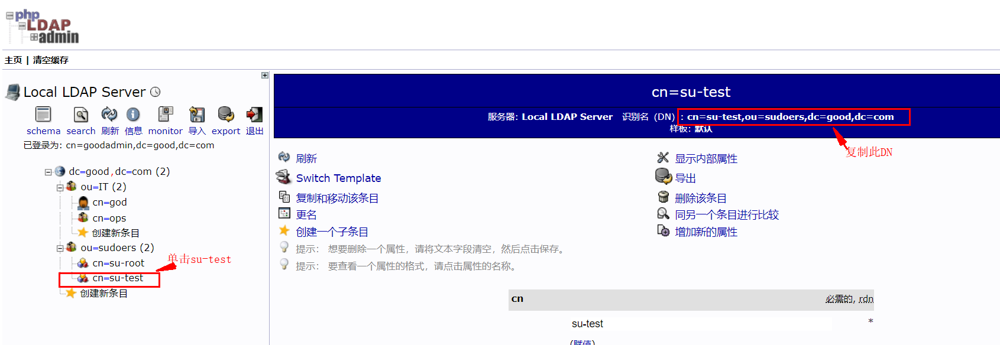 php
LDAP
admin
主页 | 清空缓存
Local LDAP Server
schema search 刷新 信息 monitor 导入 export 退出
已登录为: cn=goodadmin,dc=good,dc=com
dc=good,dc=com (2)
ou=IT (2)
cn=god
cn=ops
创建新条目
ou=sudoers (2)
cn=su-root
单击su-test
cn=su-test
创建新条目
cn=su-test
服务器: Local LDAP Server 识别名 (DN) : cn=su-test,ou=sudoers,dc=good,dc=com
样板: 默认
复制此DN
刷新
显示内部属性
Switch Template
导出
复制和移动该条目
删除该条目
更名
同另一个条目进行比较
创建一个子条目
增加新的属性
提示: 想要删除一个属性，请将文本字段清空，然后点击保存。
提示: 要查看一个属性的格式，请点击属性的名称。
cn 必需的, rdn
su-test *
(赋值)